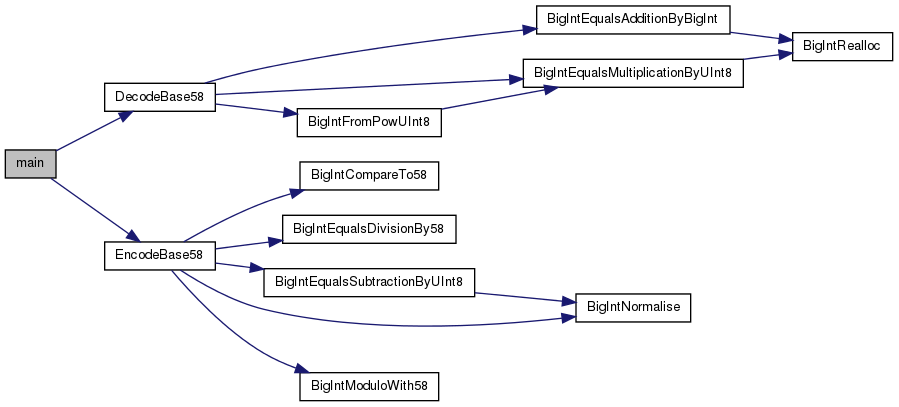 BigIntEqualsAdditionByBigInt
BigIntRealloc
BigIntEqualsMultiplicationByUInt8
DecodeBase58
BigIntFromPowUInt8
main
BigIntCompareTo58
BigIntEqualsDivisionBy58
EncodeBase58
BigIntEqualsSubtractionByUInt8
BigIntNormalise
BigIntModuloWith58